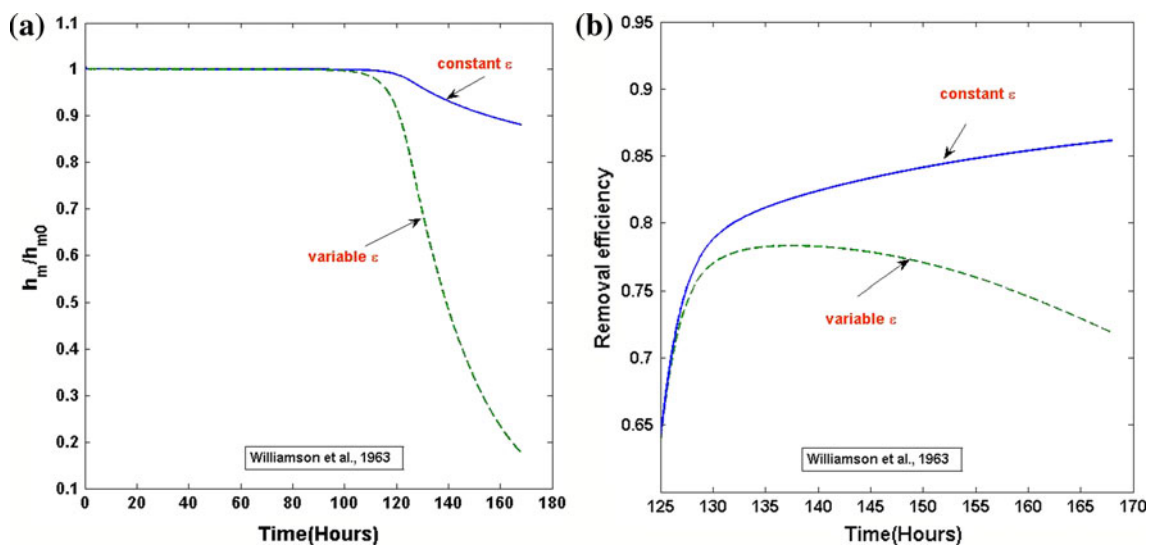 (a)
1.1
1
0.9
0.8
0.7
0.6
0.5
0.4
0.3
0.2
0.1
hm/hm0
constant ε
variable ε
Williamson et al., 1963
0 20 40 60 80 100 120 140 160 180
Time(Hours)
(b)
0.95
0.9
0.85
0.8
0.75
0.7
0.65
Removal efficiency
constant ε
variable ε
Williamson et al., 1963
125 130 135 140 145 150 155 160 165 170
Time(Hours)